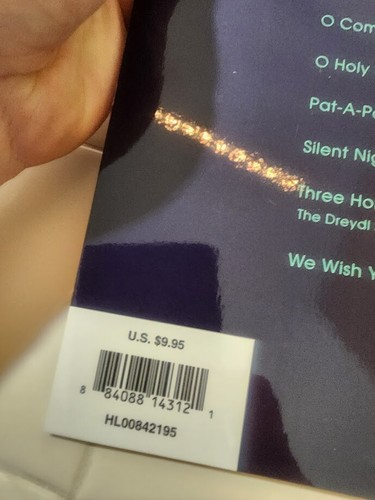 O Com
O Holy
Pat-A-Pa
Silent Nig
Three Ho
The Dreydl
We Wish Y
U.S. $9.95
8 84088 14312 1
HL00842195